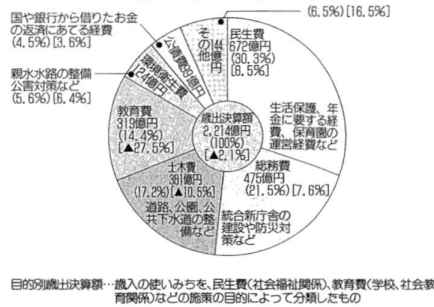 (6.5%)[16.5%]
国や銀行から借りたお金
の返済にあてる経費
(4.5%)[3.6%]
公債費99億円
その他
144億円
民生費
672億円
(30.3%)
[8.5%]
親水水路の整備
公害対策など
(5.6%)[6.4%]
環境衛生費
124億円
生活保護、年
金に要する経
費、保育園の
運営経費など
教育費
319億円
(14.4%)
[▲27.5%]
歳出決算額
2,214億円
(100%)
[▲2.1%]
総務費
475億円
(21.5%)[7.6%]
統合新庁舎の
建設や防災対
策など
土木費
381億円
(17.2%)[▲10.5%]
道路、公園、公
共下水道の整
備など
目的別歳出決算額…歳入の使いみちを、民生費(社会福祉関係)、教育費(学校、社会教
育関係)などの施策の目的によって分類したもの